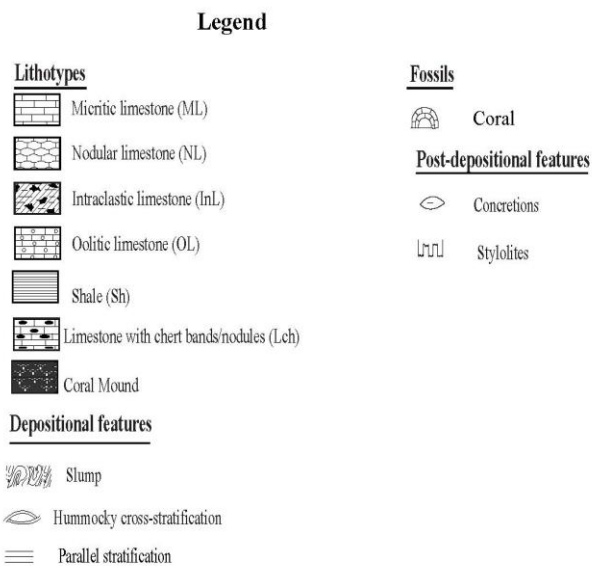 Legend
Lithotypes
Micritic limestone (ML)
Nodular limestone (NL)
Intraclastic limestone (InL)
Oolitic limestone (OL)
Shale (Sh)
Limestone with chert bands/nodules (Lch)
Coral Mound
Depositional features
Slump
Hummocky cross-stratification
Parallel stratification
Fossils
Coral
Post-depositional features
Concretions
Stylolites